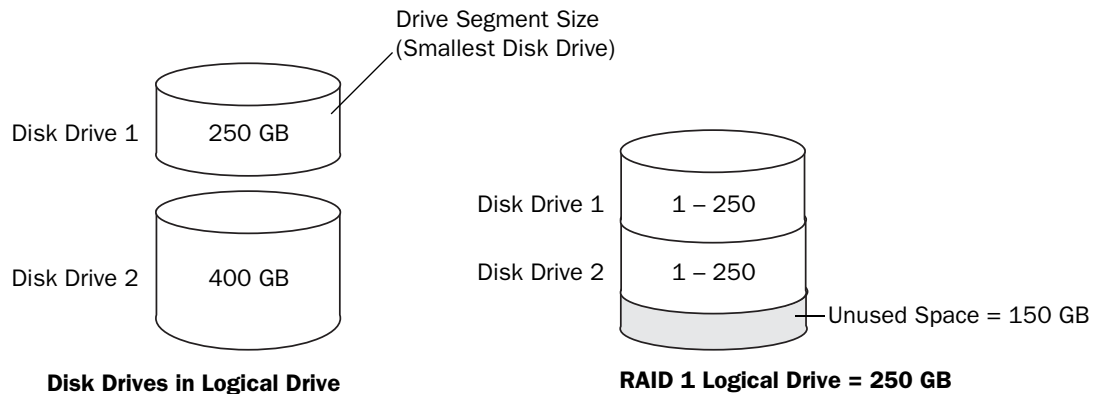 Drive Segment Size
(Smallest Disk Drive)
Disk Drive 1
250 GB
Disk Drive 2
400 GB
Disk Drives in Logical Drive
Disk Drive 1
1 – 250
Disk Drive 2
1 – 250
Unused Space = 150 GB
RAID 1 Logical Drive = 250 GB